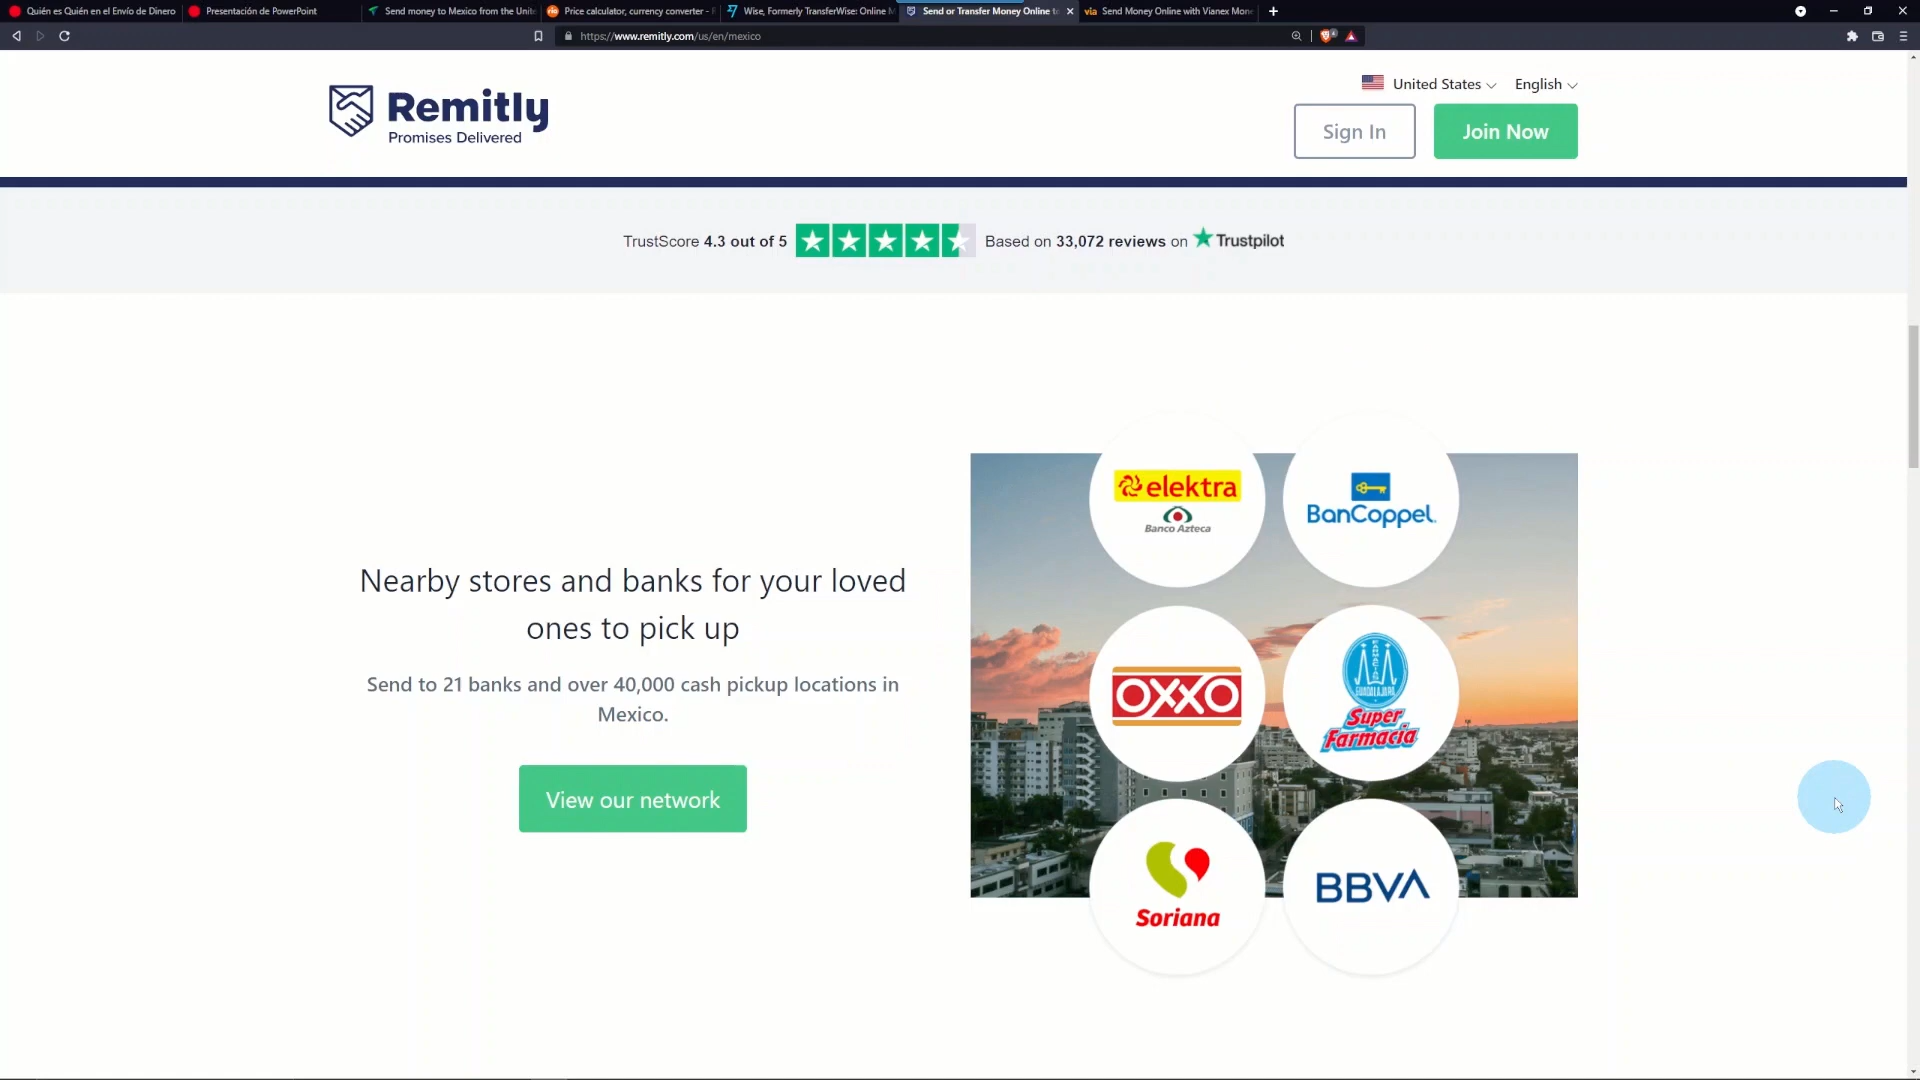 Quién es Quién en el Envío de Dinero
Presentación de PowerPoint
Send money to Mexico from the Unit
Price calculator, currency converter -
Wise, Formerly TransferWise: Online M
Send or Transfer Money Online to
via Send Money Online with Vianex Mon
https://www.remitly.com/us/en/mexico
Remitly
Promises Delivered
United States
English
Sign In
Join Now
TrustScore 4.3 out of 5
Based on 33,072 reviews on
Trustpilot
elektra
Banco Azteca
BanCoppel
Nearby stores and banks for your loved
ones to pick up
Send to 21 banks and over 40,000 cash pickup locations in
Mexico.
View our network
OXXO
FARMACIAS
GUADALAJARA
Super
Farmacia
Soriana
BBVA